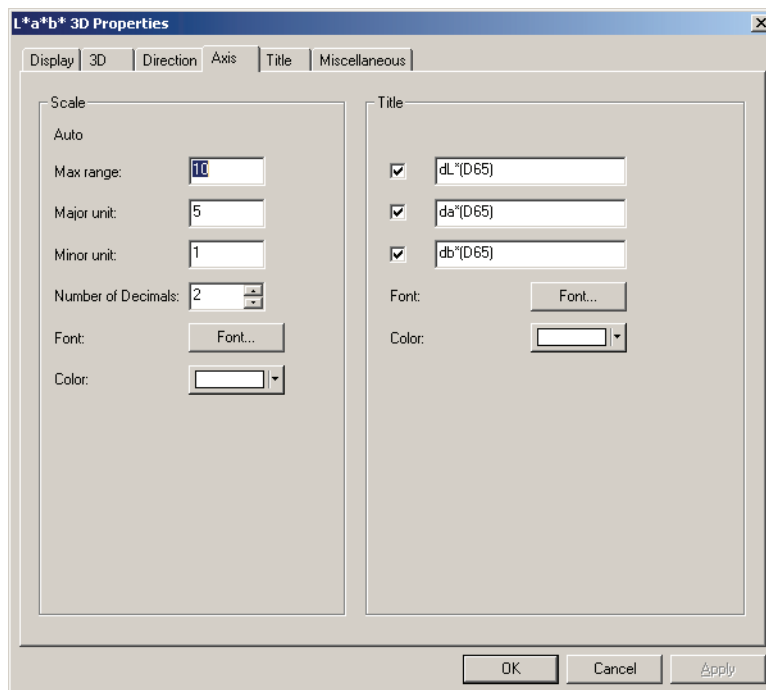 L*a*b* 3D Properties
Display 3D Direction Axis Title Miscellaneous
Scale
Auto
Max range: 10
Major unit: 5
Minor unit: 1
Number of Decimals: 2
Font: Font...
Color:
Title
dL*(D65)
da*(D65)
db*(D65)
Font: Font...
Color:
OK Cancel Apply